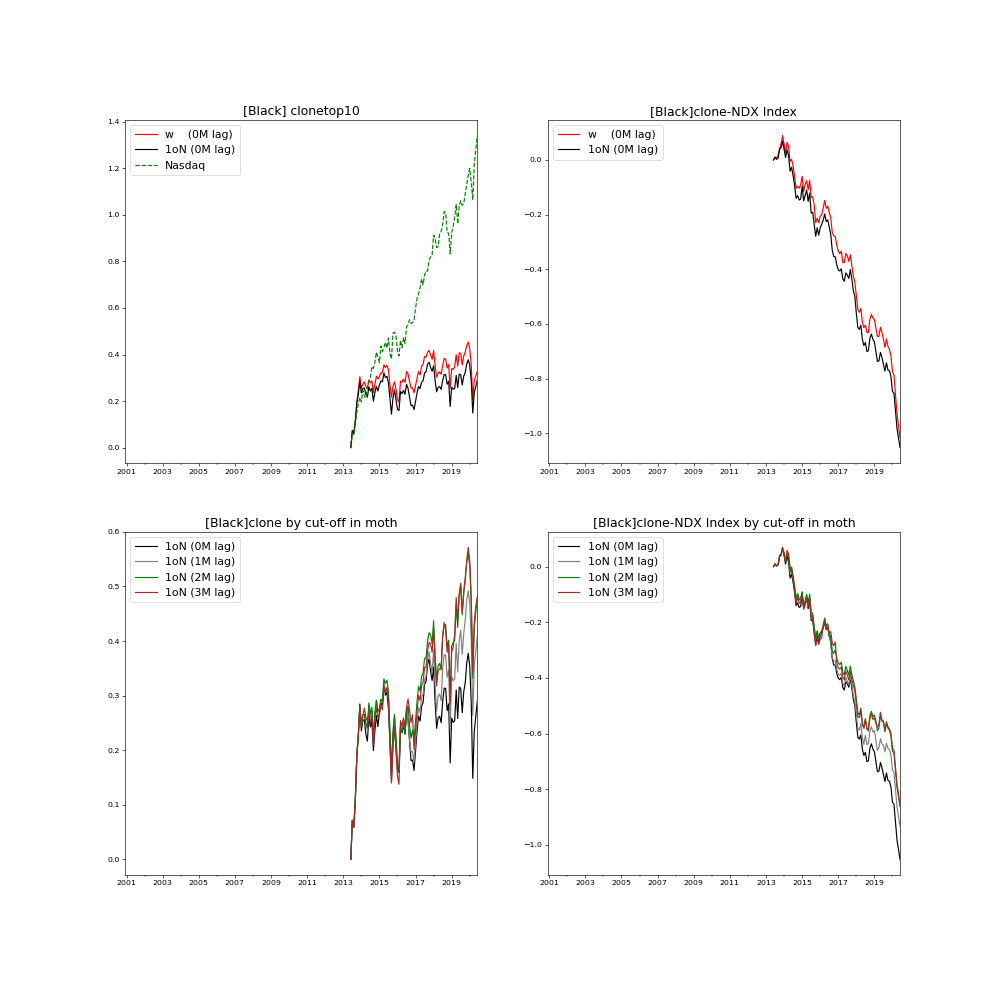 [Black] clonetop10
w    (0M lag)
1oN (0M lag)
Nasdaq
1.4
1.2
1.0
0.8
0.6
0.4
0.2
0.0
2001 2003 2005 2007 2009 2011 2013 2015 2017 2019
[Black]clone-NDX Index
w    (0M lag)
1oN (0M lag)
0.0
−0.2
−0.4
−0.6
−0.8
−1.0
2001 2003 2005 2007 2009 2011 2013 2015 2017 2019
[Black]clone by cut-off in moth
1oN (0M lag)
1oN (1M lag)
1oN (2M lag)
1oN (3M lag)
0.6
0.5
0.4
0.3
0.2
0.1
0.0
2001 2003 2005 2007 2009 2011 2013 2015 2017 2019
[Black]clone-NDX Index by cut-off in moth
1oN (0M lag)
1oN (1M lag)
1oN (2M lag)
1oN (3M lag)
0.0
−0.2
−0.4
−0.6
−0.8
−1.0
2001 2003 2005 2007 2009 2011 2013 2015 2017 2019